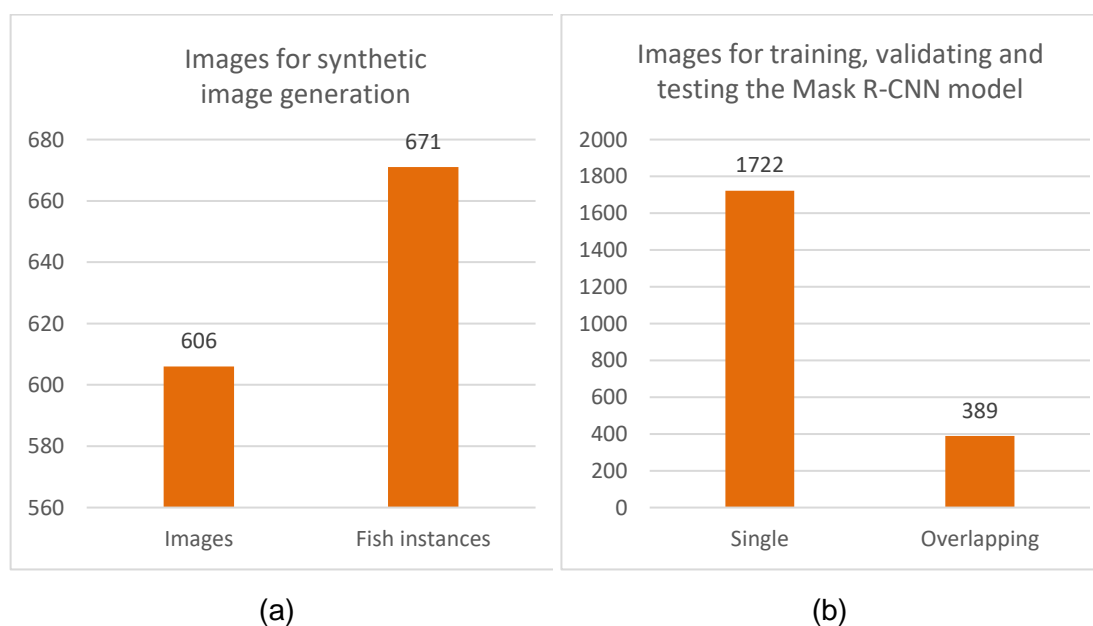 Images for synthetic
image generation
680
660
640
620
600
580
560
671
606
Images
Fish instances
(a)
Images for training, validating and
testing the Mask R-CNN model
2000
1800
1600
1400
1200
1000
800
600
400
200
0
1722
389
Single
Overlapping
(b)